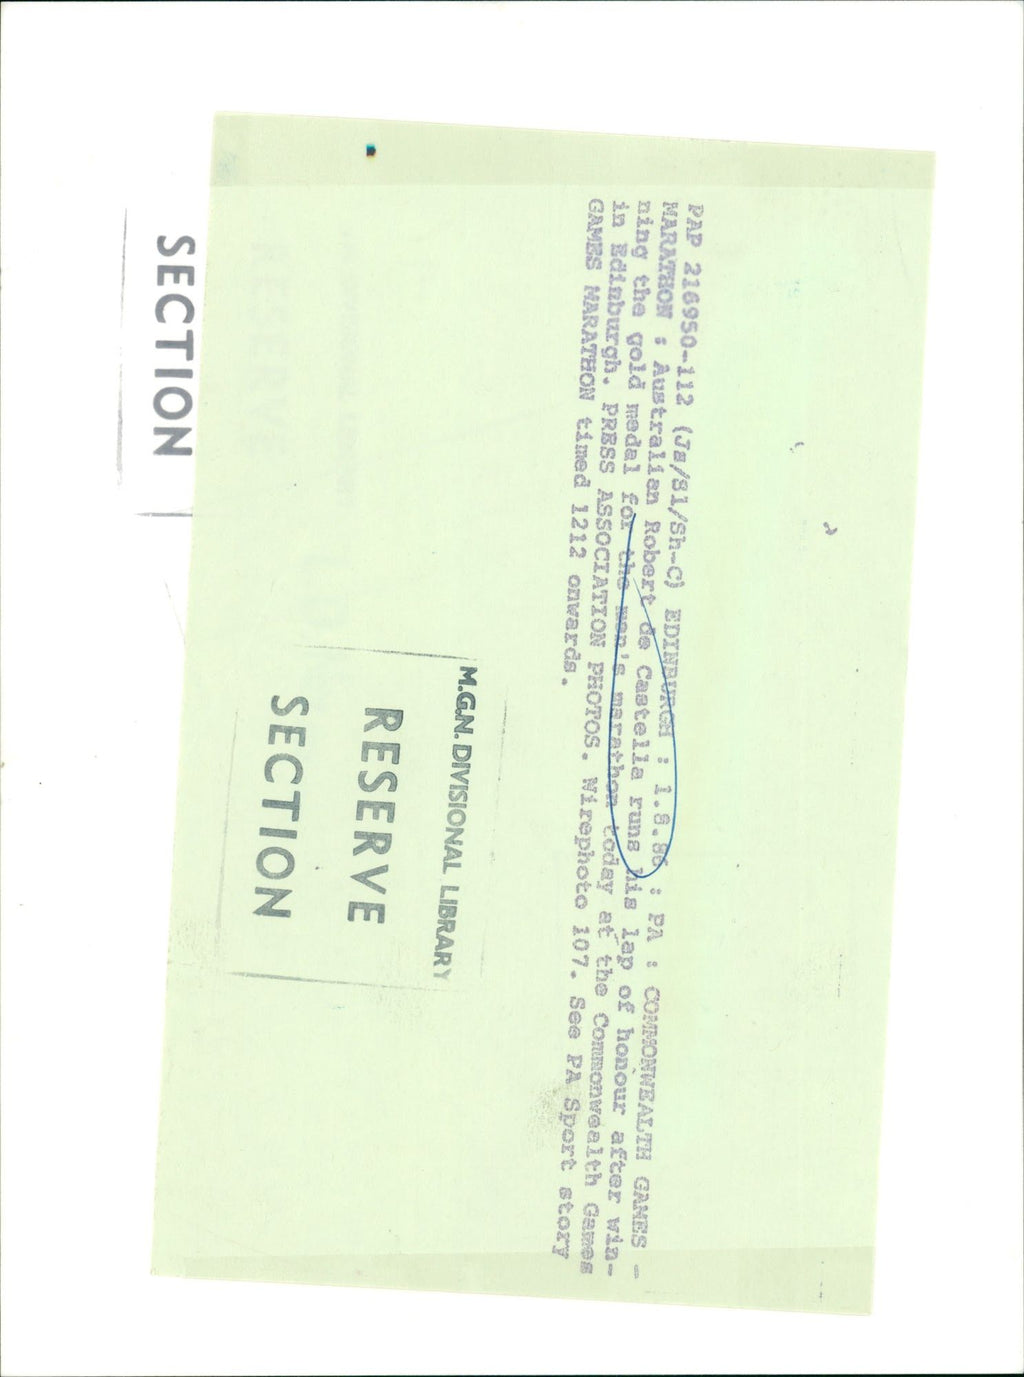 PAP 216950-112 (Ja/Sl/Sh-C) EDINBURGH : 1.8.86 : PA : COMMONWEALTH GAMES -
MARATHON : Australian Robert de Castella runs his lap of honour after win-
ning the gold medal for the men's marathon today at the Commonwealth Games
in Edinburgh. PRESS ASSOCIATION PHOTOS. Wirephoto 107. See PA Sport story
GAMES MARATHON timed 1212 onwards.
M.G.N. DIVISIONAL LIBRARY
RESERVE
SECTION
RESERVE
SECTION